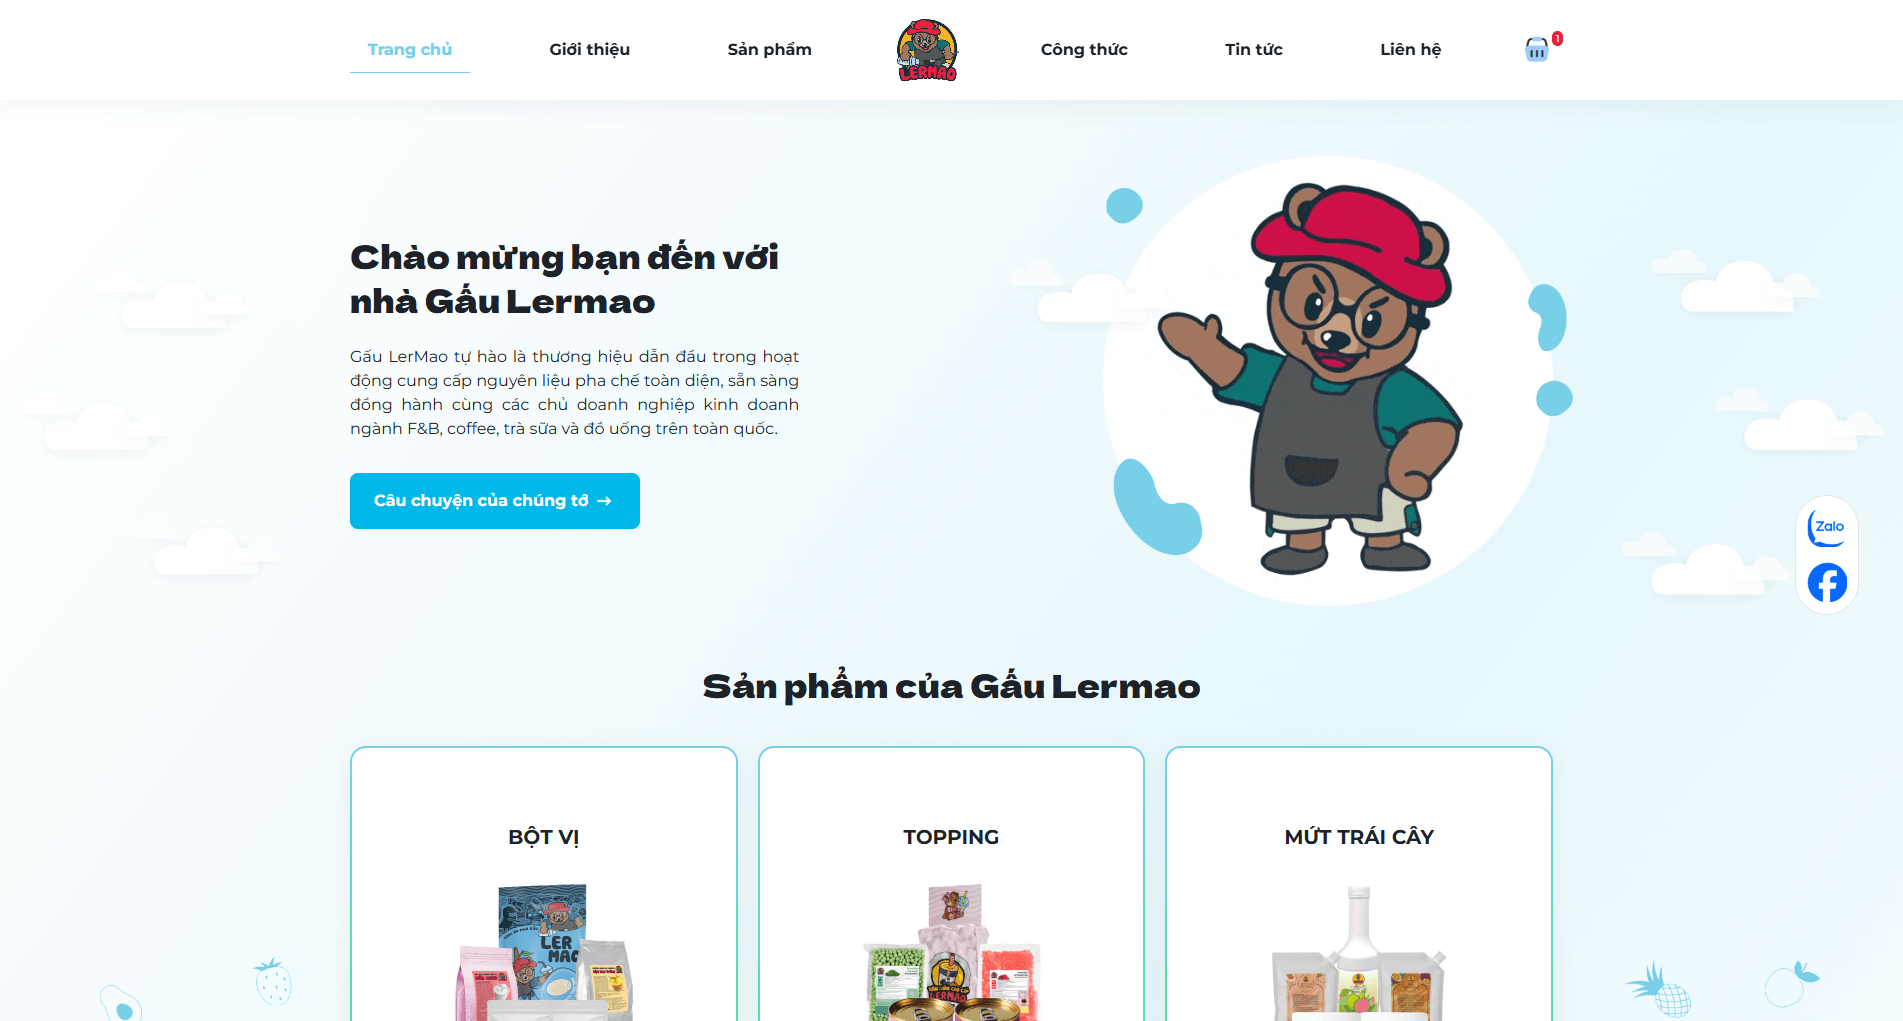 Trang chủ
Giới thiệu
Sản phẩm
LERMAO
Công thức
Tin tức
Liên hệ
1
Chào mừng bạn đến với
nhà Gấu Lermao
Gấu LerMao tự hào là thương hiệu dẫn đầu trong hoạt
động cung cấp nguyên liệu pha chế toàn diện, sẵn sàng
đồng hành cùng các chủ doanh nghiệp kinh doanh
ngành F&B, coffee, trà sữa và đồ uống trên toàn quốc.
Câu chuyện của chúng tớ →
Zalo
Sản phẩm của Gấu Lermao
BỘT VỊ
TOPPING
MỨT TRÁI CÂY
LER
MAO
LERMAO